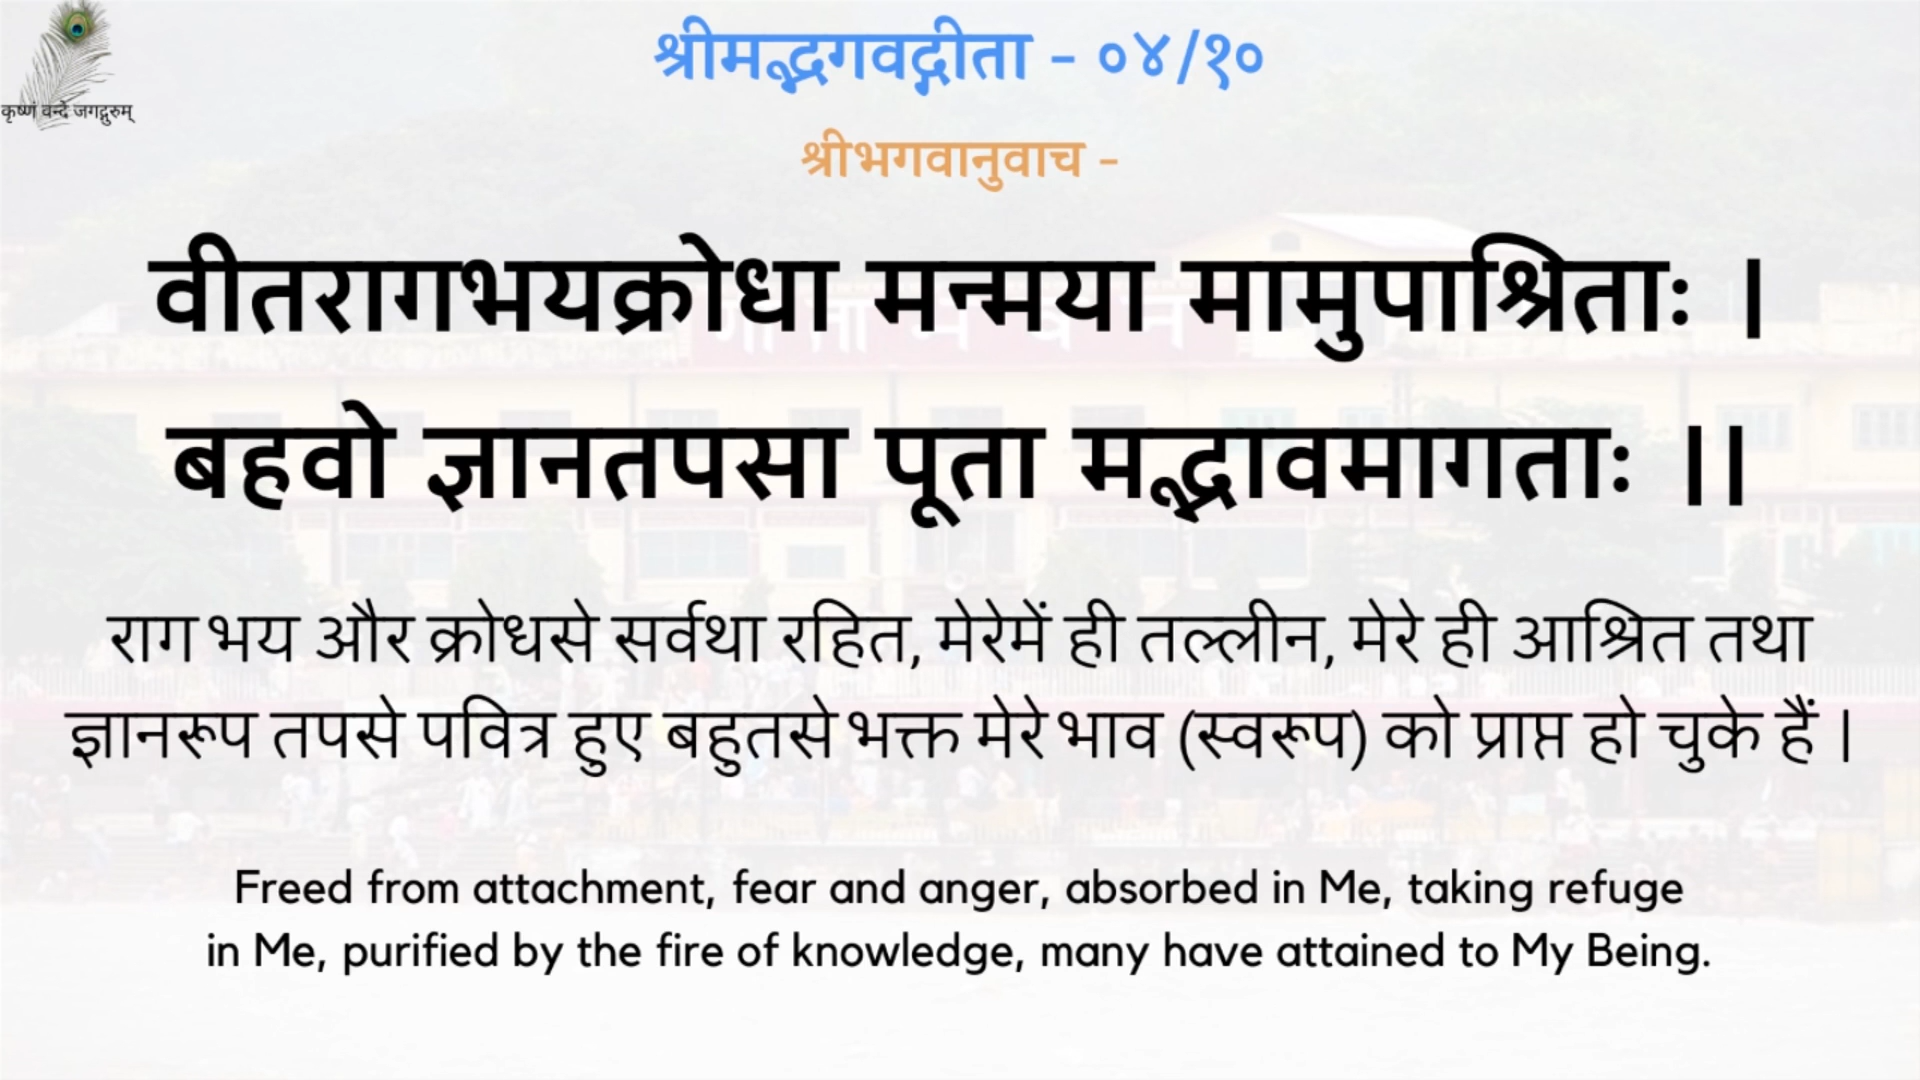 श्रीमद्भगवद्गीता - ०४/१०
कृष्णं वन्दे जगद्गुरुम्
श्रीभगवानुवाच -
वीतरागभयक्रोधा मन्मया मामुपाश्रिताः ।
बहवो ज्ञानतपसा पूता मद्भावमागताः ।।
राग भय और क्रोधसे सर्वथा रहित, मेरेमें ही तल्लीन, मेरे ही आश्रित तथा
ज्ञानरूप तपसे पवित्र हुए बहुतसे भक्त मेरे भाव (स्वरूप) को प्राप्त हो चुके हैं ।
Freed from attachment, fear and anger, absorbed in Me, taking refuge
in Me, purified by the fire of knowledge, many have attained to My Being.